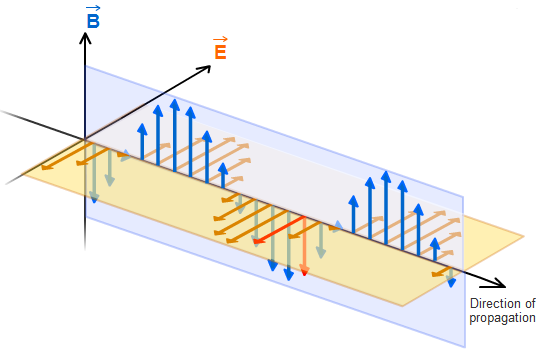 B
E
Direction of
propagation